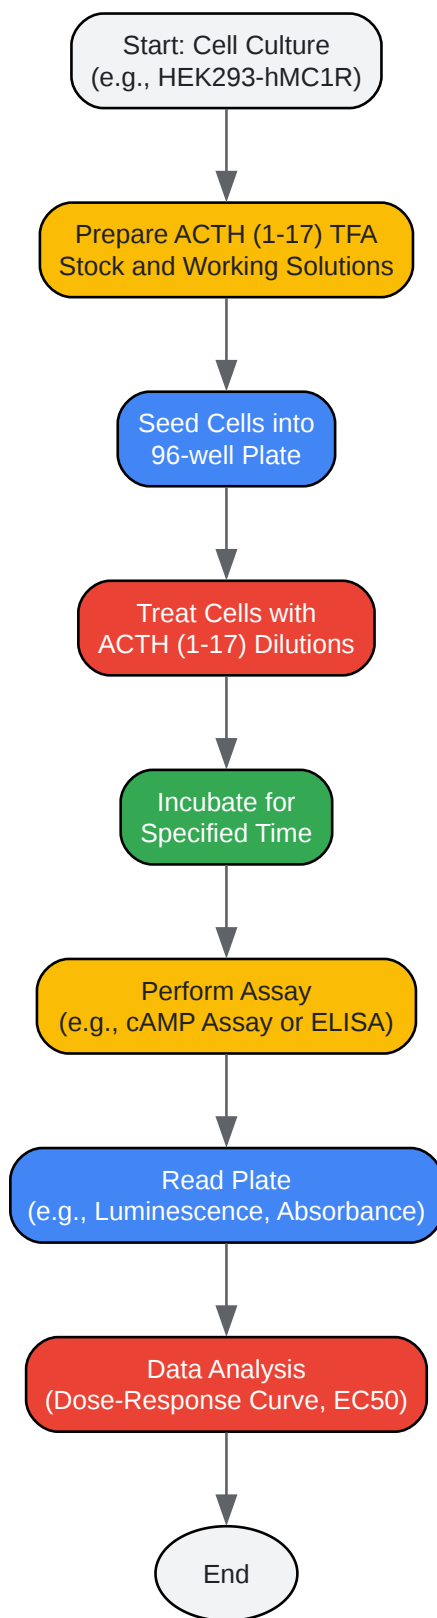 Start: Cell Culture
(e.g., HEK293-hMC1R)
Prepare ACTH (1-17) TFA
Stock and Working Solutions
Seed Cells into
96-well Plate
Treat Cells with
ACTH (1-17) Dilutions
Incubate for
Specified Time
Perform Assay
(e.g., cAMP Assay or ELISA)
Read Plate
(e.g., Luminescence, Absorbance)
Data Analysis
(Dose-Response Curve, EC50)
End